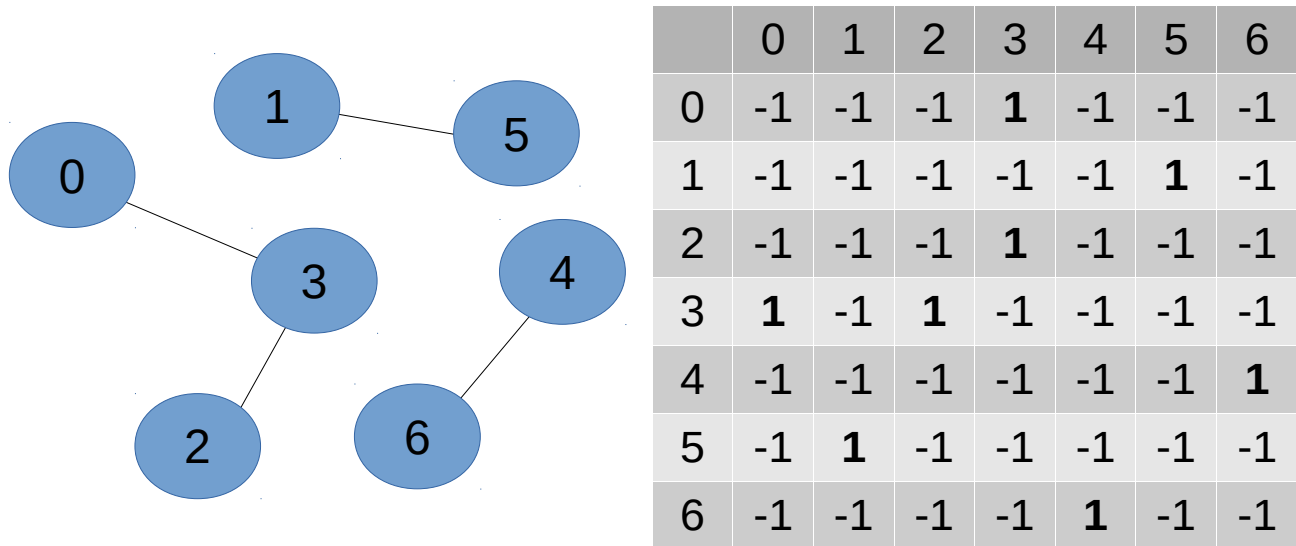 1
5
0
3
4
2
6
0 1 2 3 4 5 6
0 -1 -1 -1 1 -1 -1 -1
1 -1 -1 -1 -1 -1 1 -1
2 -1 -1 -1 1 -1 -1 -1
3 1 -1 1 -1 -1 -1 -1
4 -1 -1 -1 -1 -1 -1 1
5 -1 1 -1 -1 -1 -1 -1
6 -1 -1 -1 -1 1 -1 -1